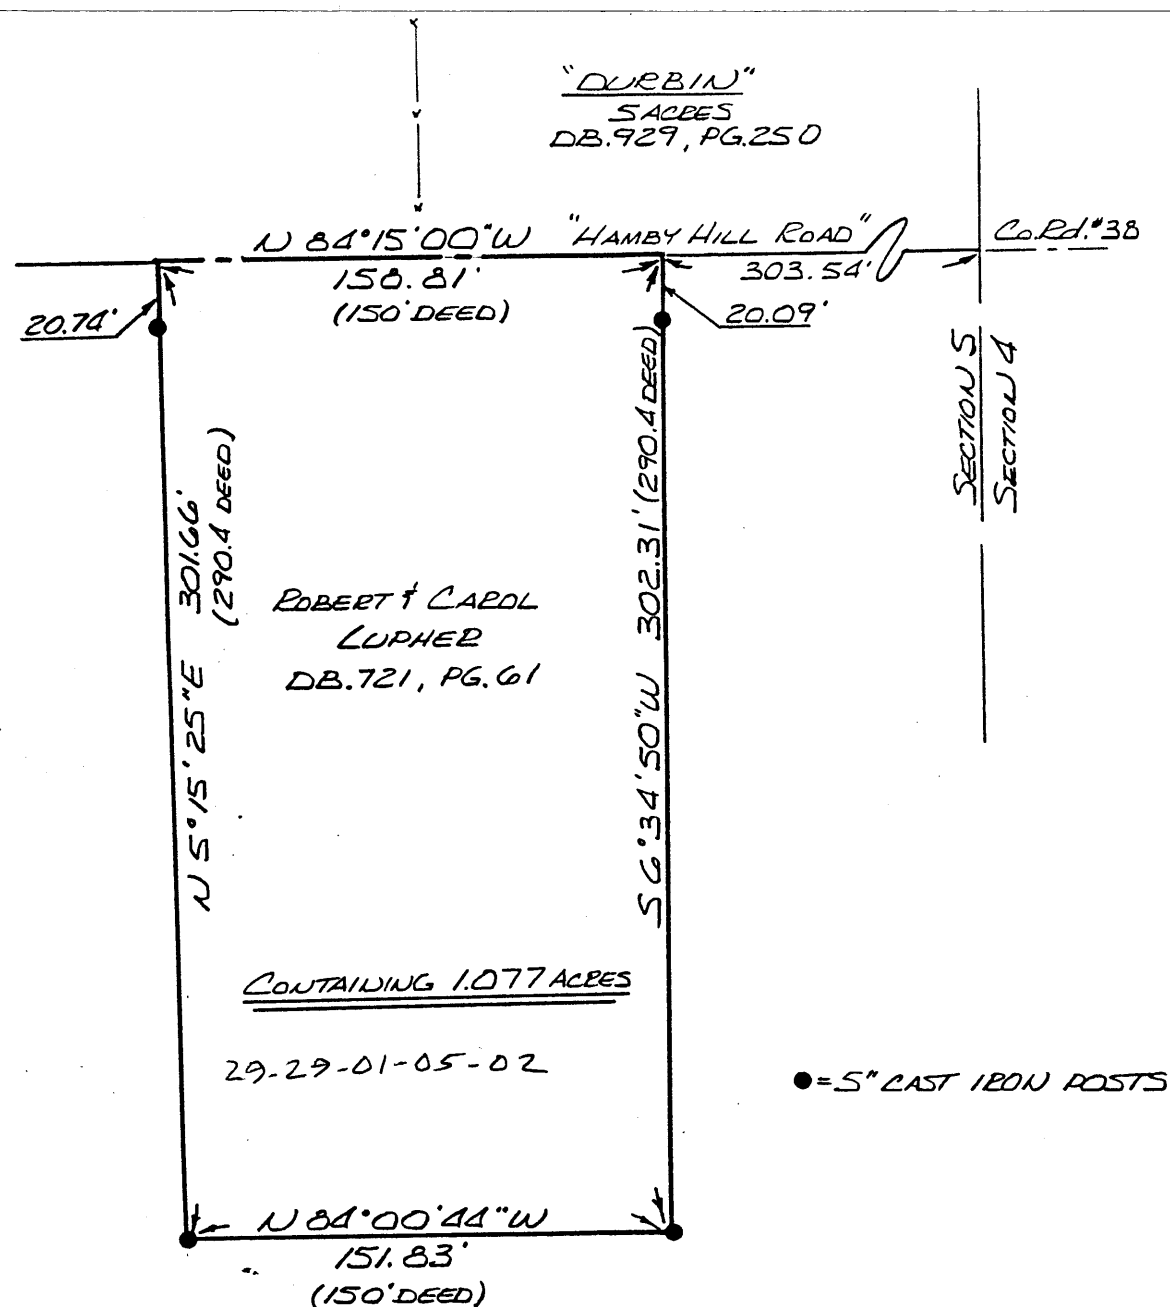 "DURBIN"
5 ACRES
DB. 929, PG. 250
N 84°15'00"W
"HAMBY HILL ROAD"
Co. Rd. #38
158.81'
(150' DEED)
303.54'
20.74'
20.09'
SECTION 5
SECTION 4
N 5°15'25"E 301.66'
(290.4 DEED)
S 6°34'50"W 302.31' (290.4 DEED)
ROBERT & CAROL
LUPHER
DB. 721, PG. 61
CONTAINING 1.077 ACRES
29-29-01-05-02
● = 5" CAST IRON POSTS
N 84°00'44"W
151.83'
(150' DEED)